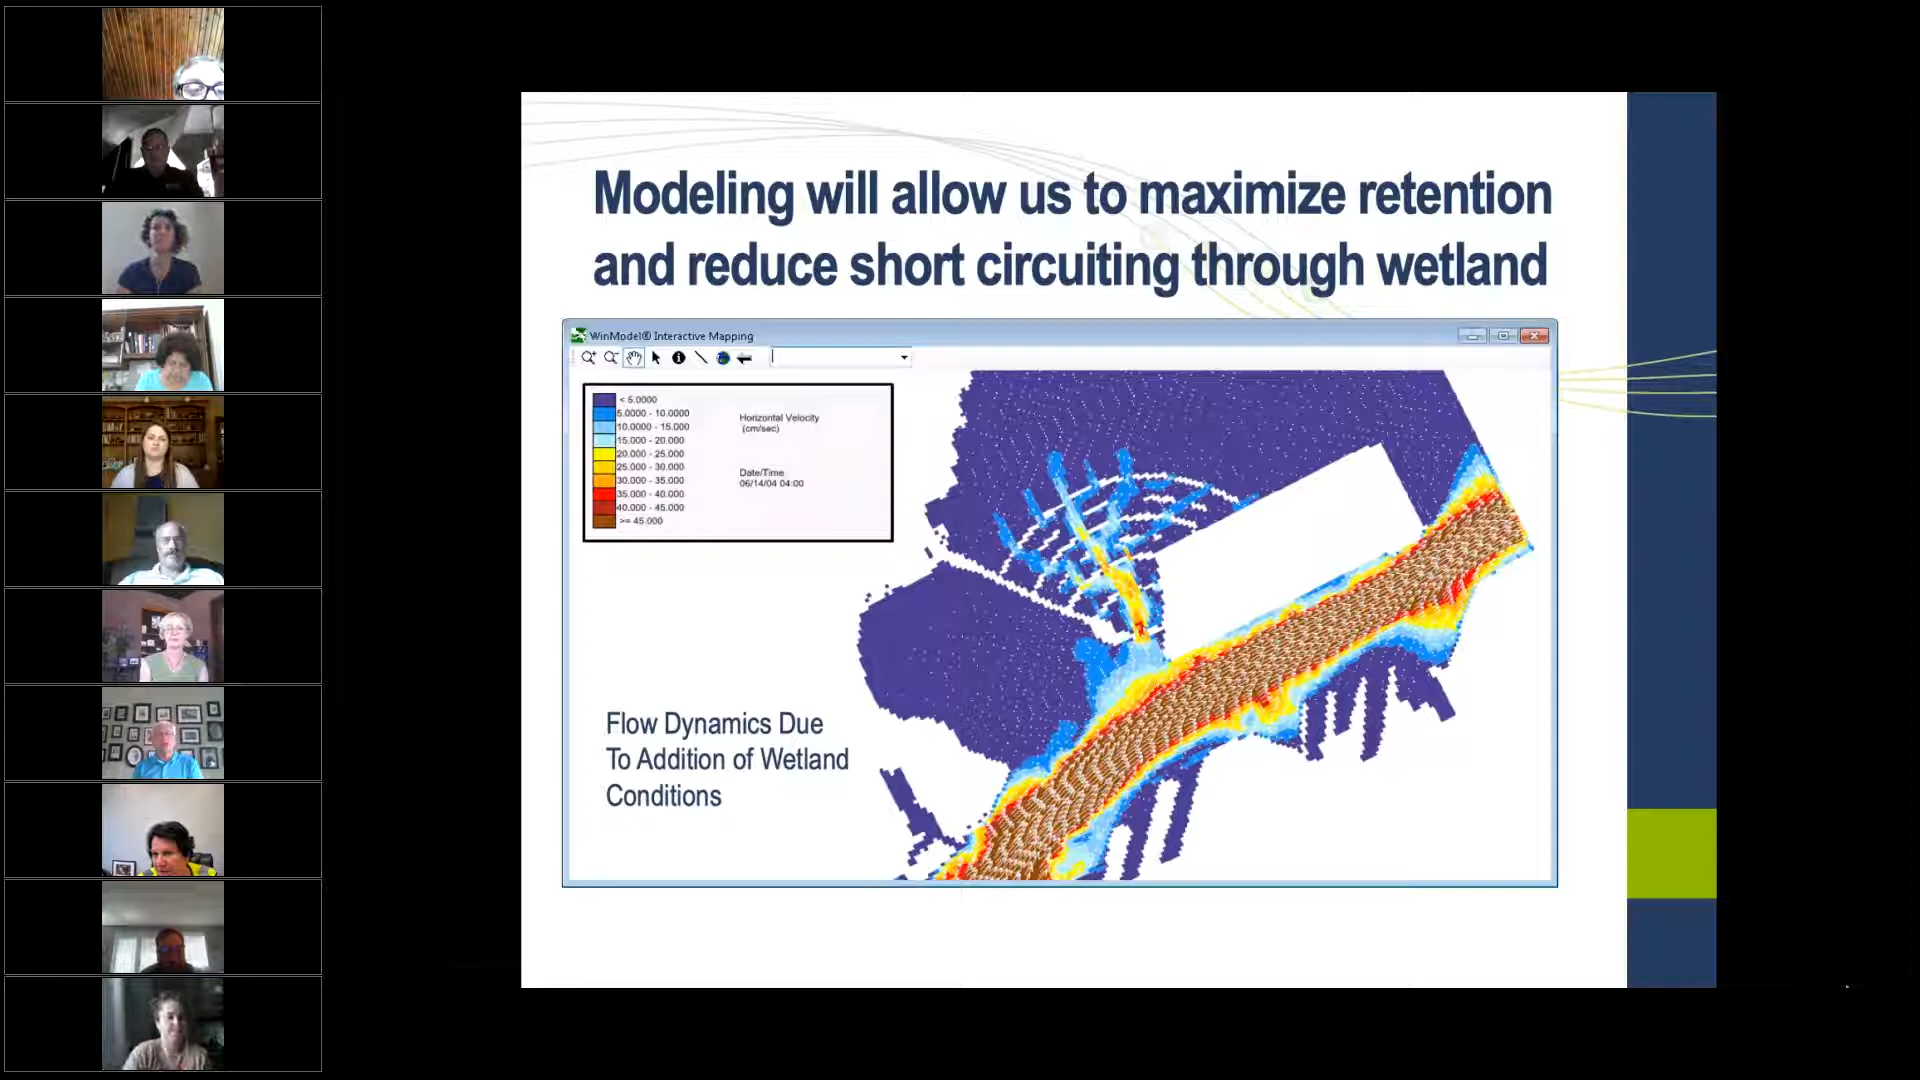 Modeling will allow us to maximize retention
and reduce short circuiting through wetland
WinModel® Interactive Mapping
< 5.0000
5.0000 - 10.0000
10.0000 - 15.000
15.000 - 20.000
20.000 - 25.000
25.000 - 30.000
30.000 - 35.000
35.000 - 40.000
40.000 - 45.000
>= 45.000
Horizontal Velocity
(cm/sec)
Date/Time
06/14/04 04:00
Flow Dynamics Due
To Addition of Wetland
Conditions